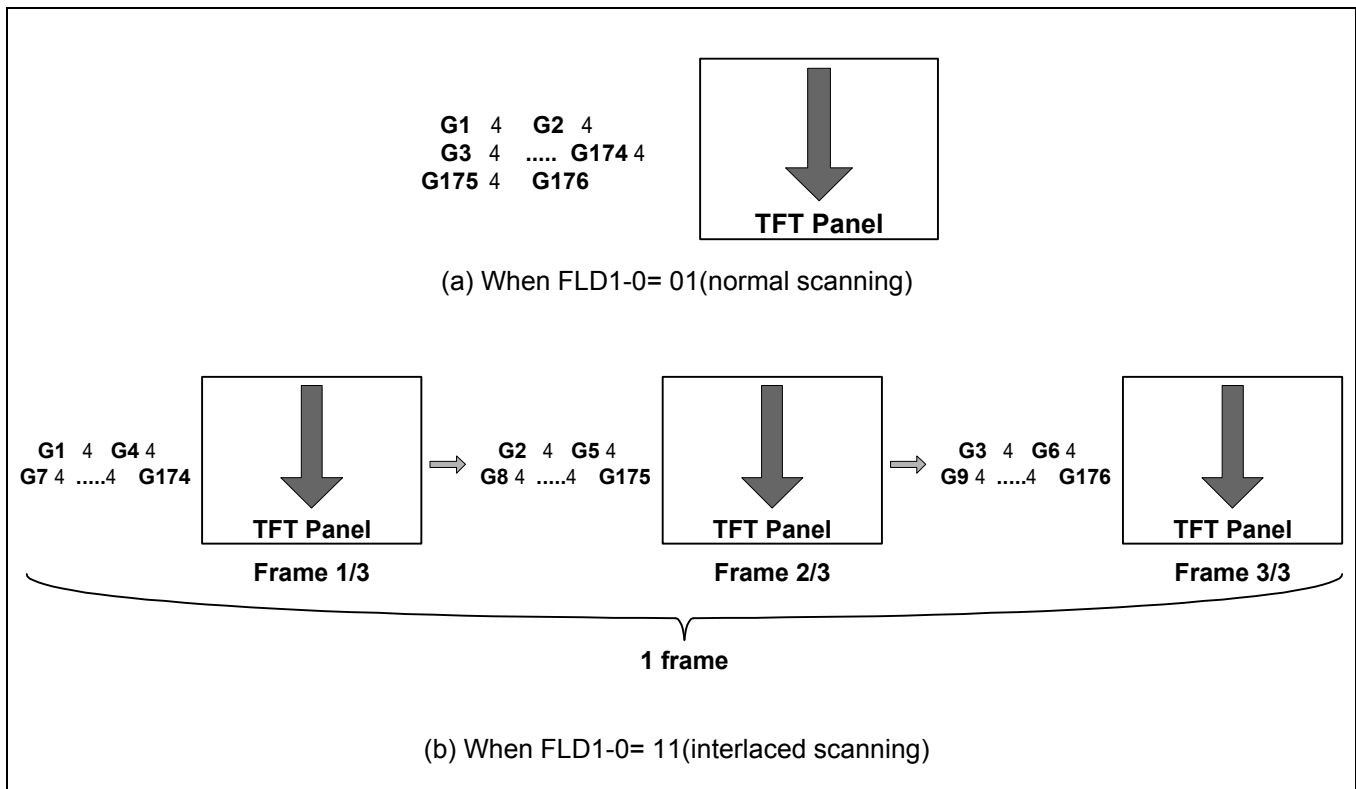 G1 4 G2 4
G3 4 ..... G174 4
G175 4 G176
TFT Panel
(a) When FLD1-0= 01(normal scanning)
G1 4 G4 4
G7 4 .....4 G174
TFT Panel
Frame 1/3
G2 4 G5 4
G8 4 .....4 G175
TFT Panel
Frame 2/3
G3 4 G6 4
G9 4 .....4 G176
TFT Panel
Frame 3/3
1 frame
(b) When FLD1-0= 11(interlaced scanning)